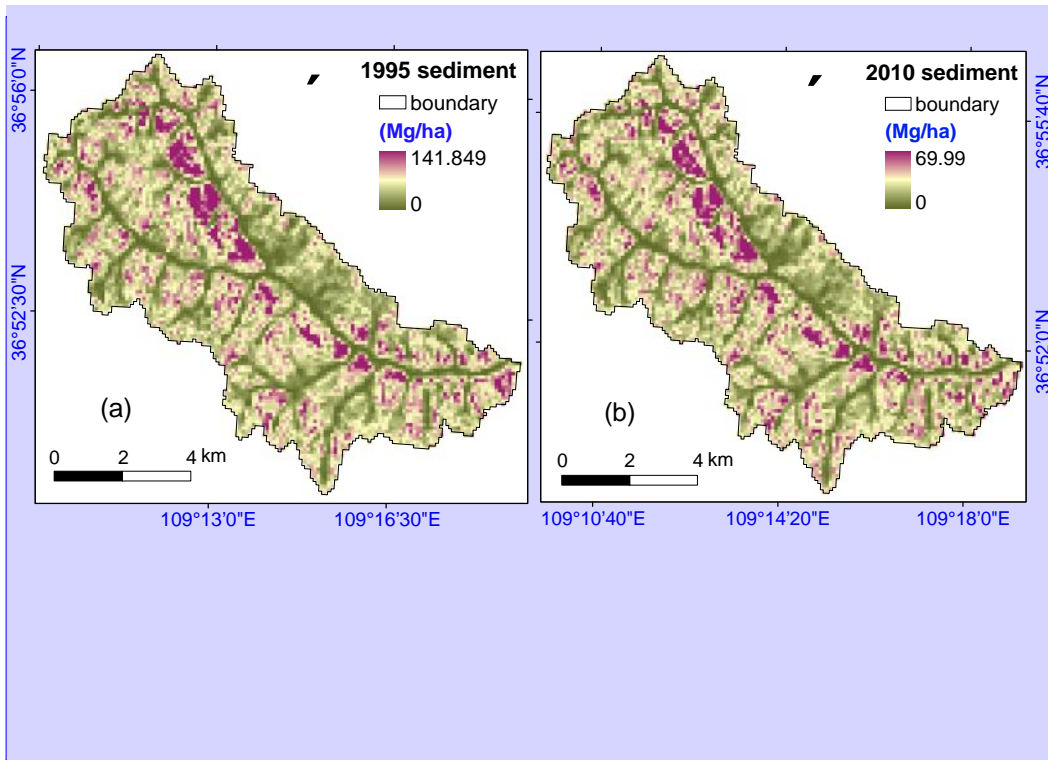 1995 sediment
boundary
(Mg/ha)
141.849
0
36°56'0"N
36°52'30"N
(a)
0 2 4 km
109°13'0"E 109°16'30"E
2010 sediment
boundary
(Mg/ha)
69.99
0
36°55'40"N
36°52'0"N
(b)
0 2 4 km
109°10'40"E 109°14'20"E 109°18'0"E